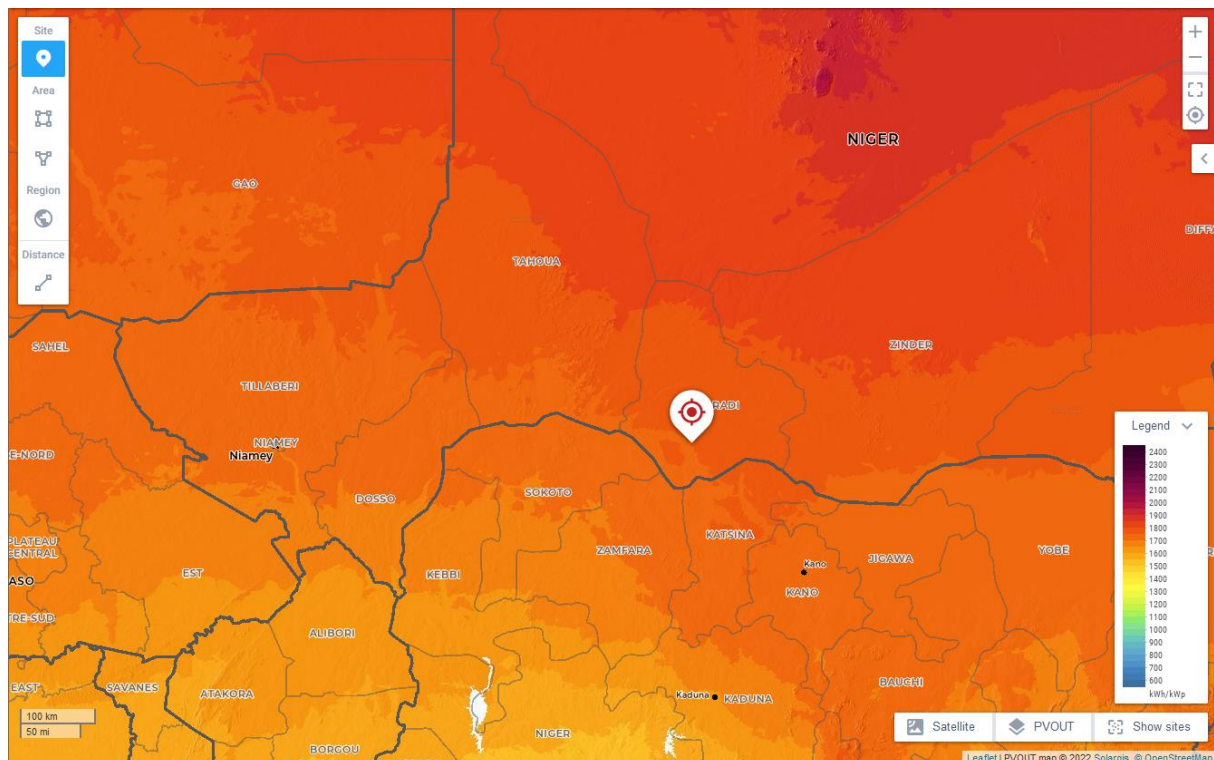 Site
Area
Region
Distance
NIGER
GAO
DIFFA
TAHOUA
ZINDER
SAHEL
TILLABERI
RADI
NIAMEY
Niamey
E-NORD
DOSSO
SOKOTO
KATSINA
PLATEAU
CENTRAL
ZAMFARA
JIGAWA
YOBE
EST
KEBBI
Kano
KANO
ASO
TRE-SUD
ALIBORI
EAST
SAVANES
ATAKORA
Kaduna
KADUNA
BAUCHI
NIGER
BORGOU
Legend
2400
2300
2200
2100
2000
1900
1800
1700
1600
1500
1400
1300
1200
1100
1000
900
800
700
600
kWh/kWp
100 km
50 mi
Satellite
PVOUT
Show sites
Leaflet | PVOUT map © 2022 Solargis, © OpenStreetMap